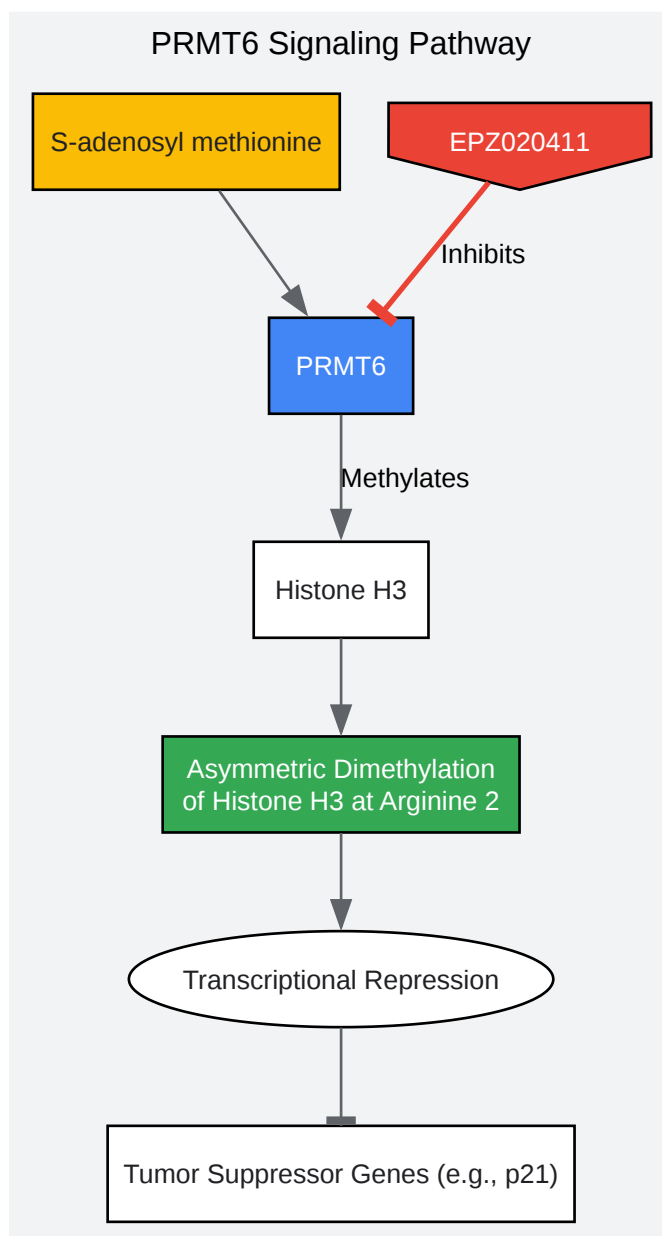 PRMT6 Signaling Pathway
S-adenosyl methionine
EPZ020411
Inhibits
PRMT6
Methylates
Histone H3
Asymmetric Dimethylation
of Histone H3 at Arginine 2
Transcriptional Repression
Tumor Suppressor Genes (e.g., p21)